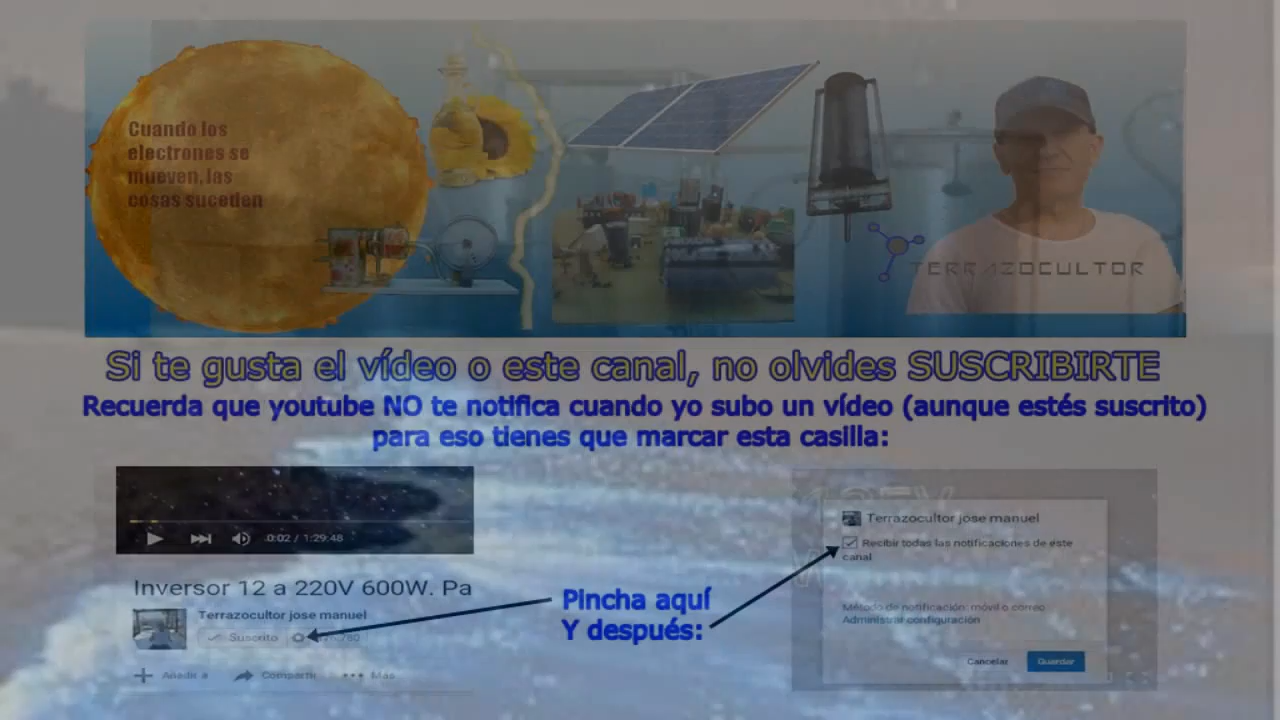 Cuando los
electrones se
mueven, las
cosas suceden
TERRAZOCULTOR
Si te gusta el vídeo o este canal, no olvides SUSCRIBIRTE
Recuerda que youtube NO te notifica cuando yo subo un vídeo (aunque estés suscrito)
para eso tienes que marcar esta casilla:
0:02 / 1:29:48
Inversor 12 a 220V 600W. Pa
Terrazocultor jose manuel
Suscrito
Añadir a Compartir Más
Pincha aquí
Y después:
Terrazocultor jose manuel
Recibir todas las notificaciones de este
canal
Método de notificación: móvil o correo
Administrar configuración
Cancelar Guardar